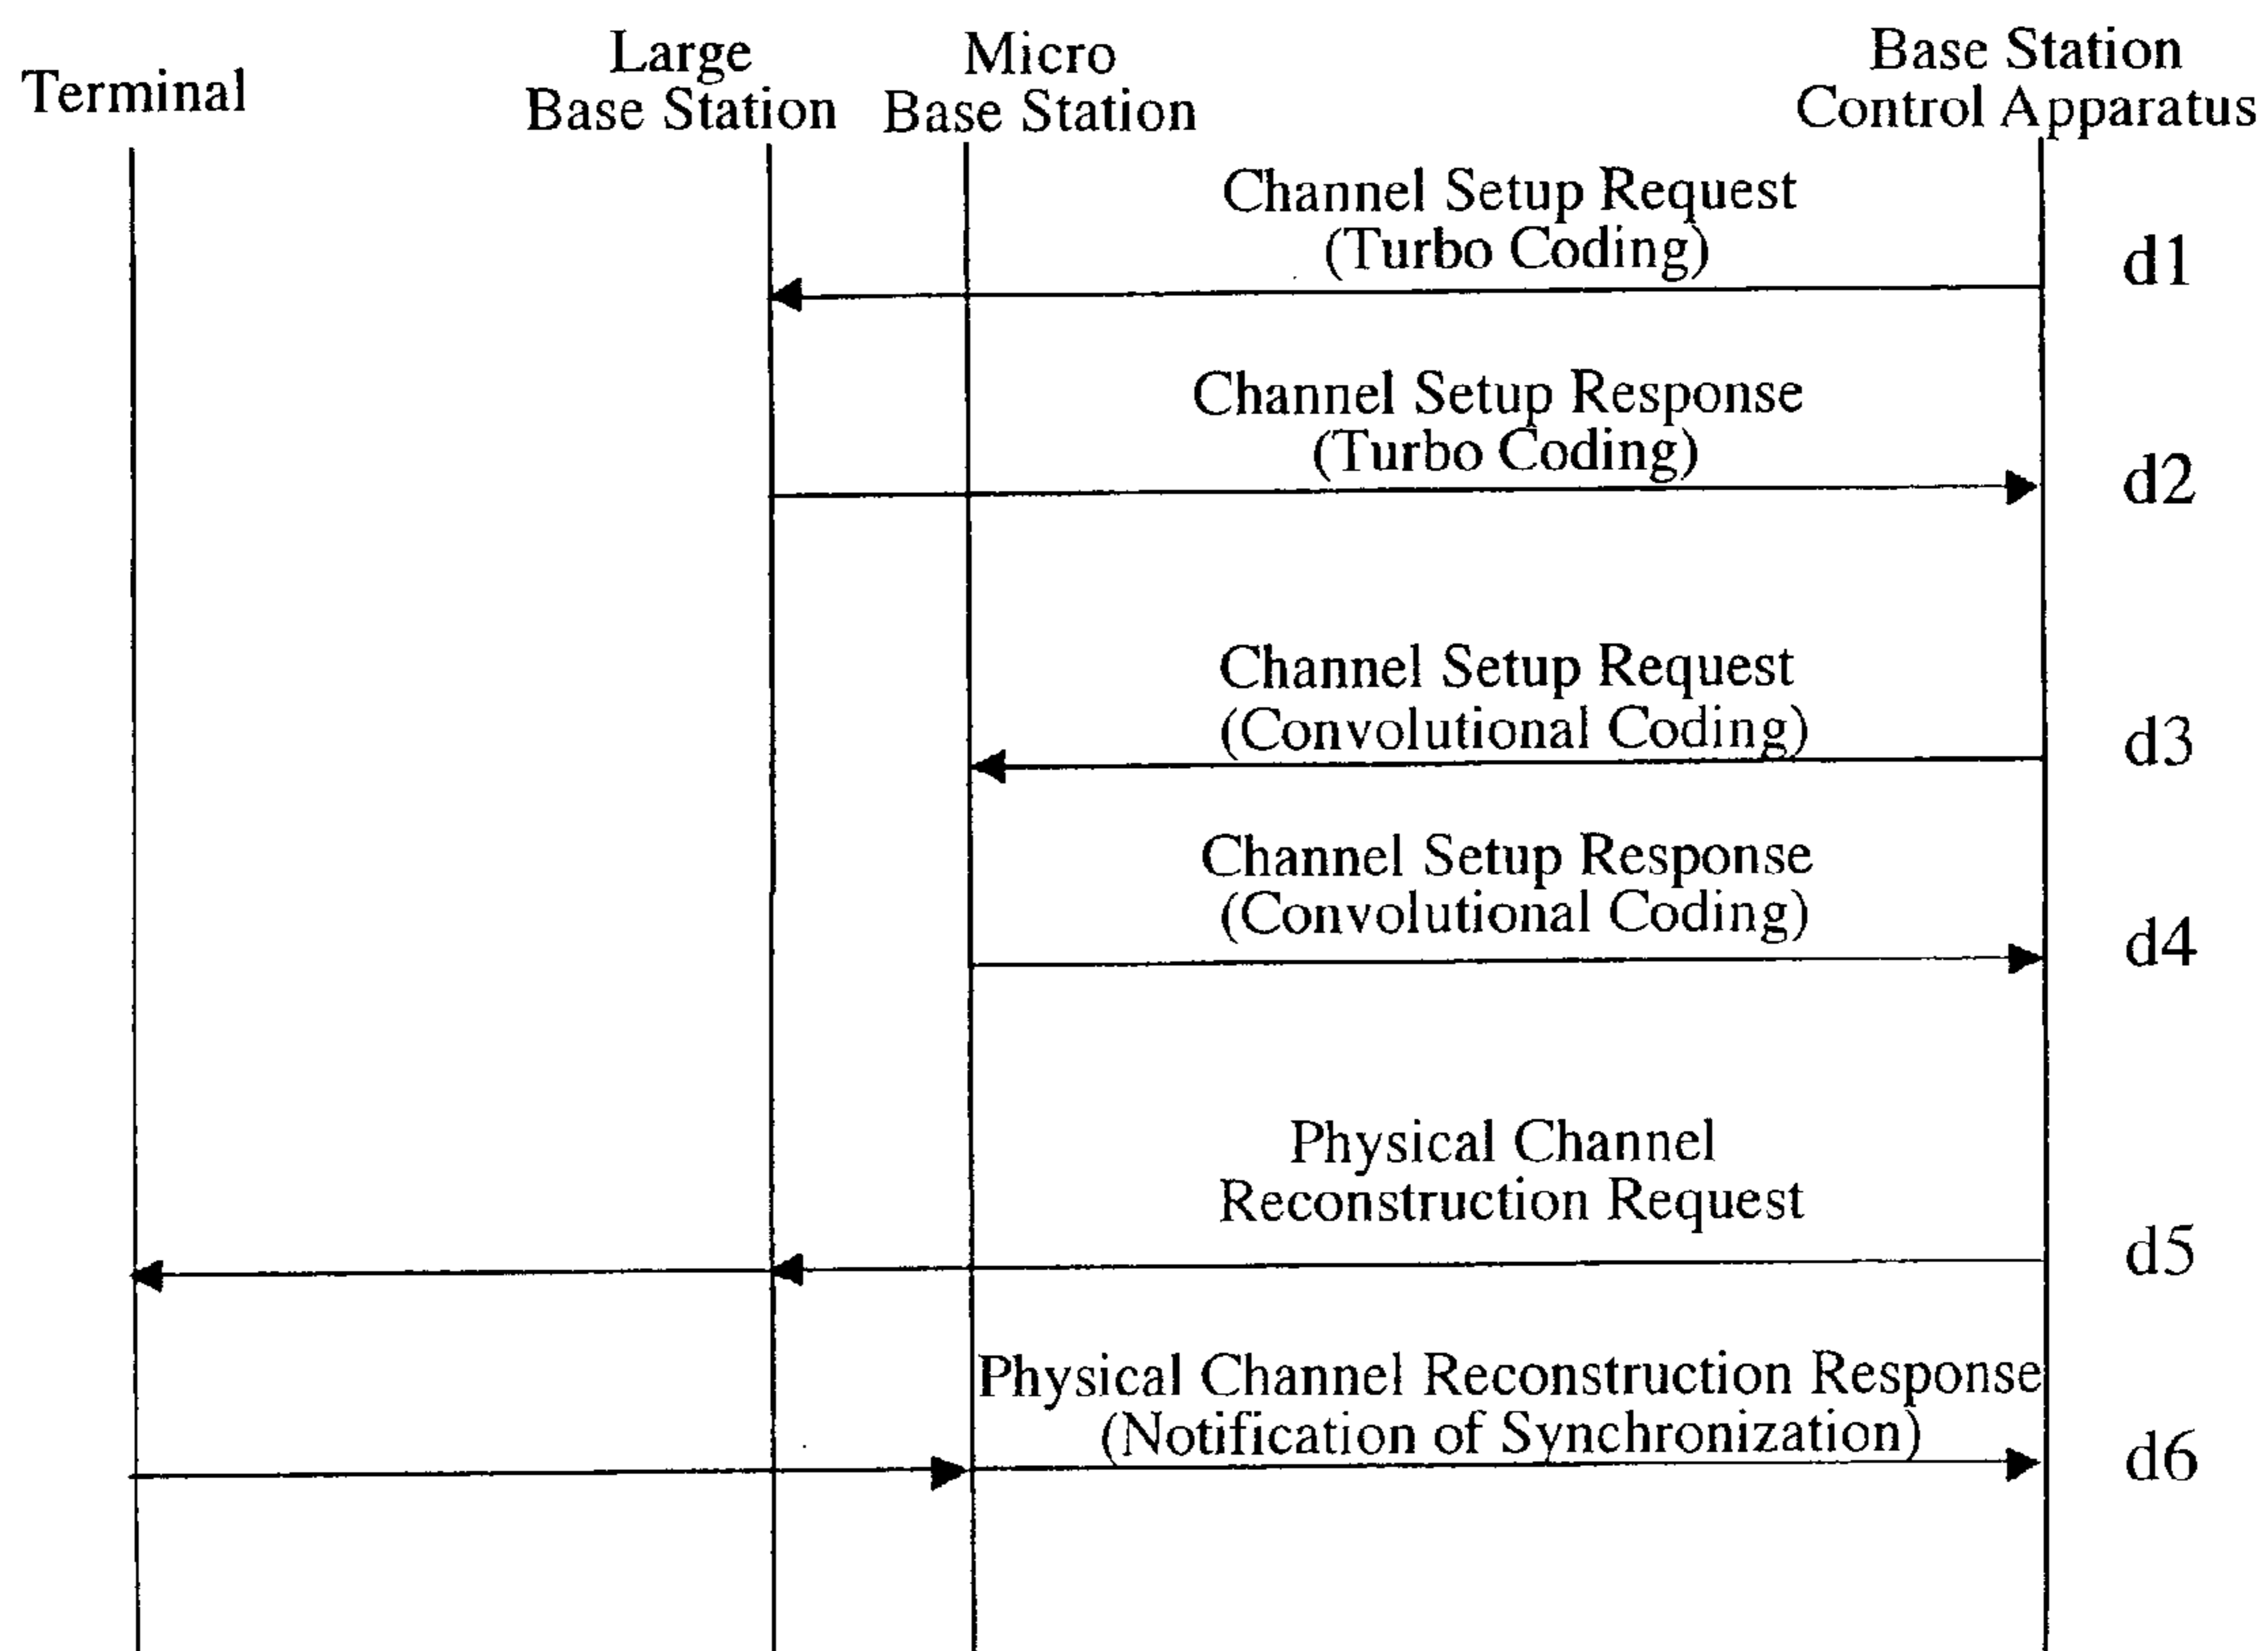 Terminal
Large
Base Station
Micro
Base Station
Base Station
Control Apparatus
Channel Setup Request
(Turbo Coding)
d1
Channel Setup Response
(Turbo Coding)
d2
Channel Setup Request
(Convolutional Coding)
d3
Channel Setup Response
(Convolutional Coding)
d4
Physical Channel
Reconstruction Request
d5
Physical Channel Reconstruction Response
(Notification of Synchronization)
d6